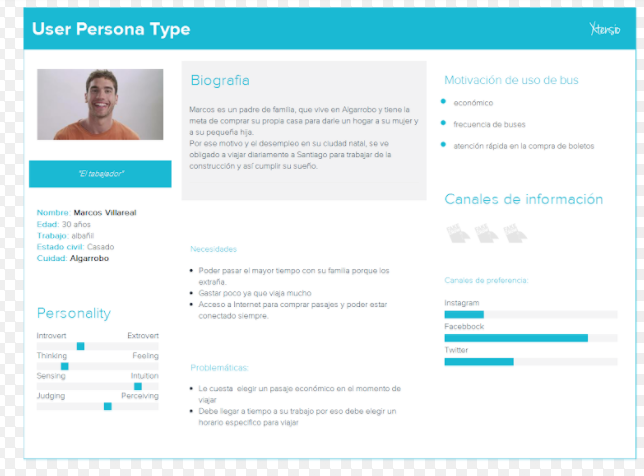 User Persona Type
Xtensio
"El tabajador"
Nombre: Marcos Villareal
Edad: 30 años
Trabajo: albañil
Estado civil: Casado
Cuidad: Algarrobo
Personality
Introvert Extrovert
Thinking Feeling
Sensing Intuition
Judging Perceiving
Biografia
Marcos es un padre de familia, que vive en Algarrobo y tiene la
meta de comprar su propia casa para darle un hogar a su mujer y
a su pequeña hija.
Por ese motivo y el desempleo en su ciudad natal, se ve
obligado a viajar diariamente a Santiago para trabajar de la
construcción y así cumplir su sueño.
Necesidades
Poder pasar el mayor tiempo con su familia porque los
extraña.
Gastar poco ya que viaja mucho
Acceso a Internet para comprar pasajes y poder estar
conectado siempre.
Problemáticas:
Le cuesta elegir un pasaje económico en el momento de
viajar
Debe llegar a tiempo a su trabajo por eso debe elegir un
horario especifico para viajar
Motivación de uso de bus
económico
frecuencia de buses
atención rápida en la compra de boletos
Canales de información
Canales de preferencia:
Instagram
Facebbock
Twitter